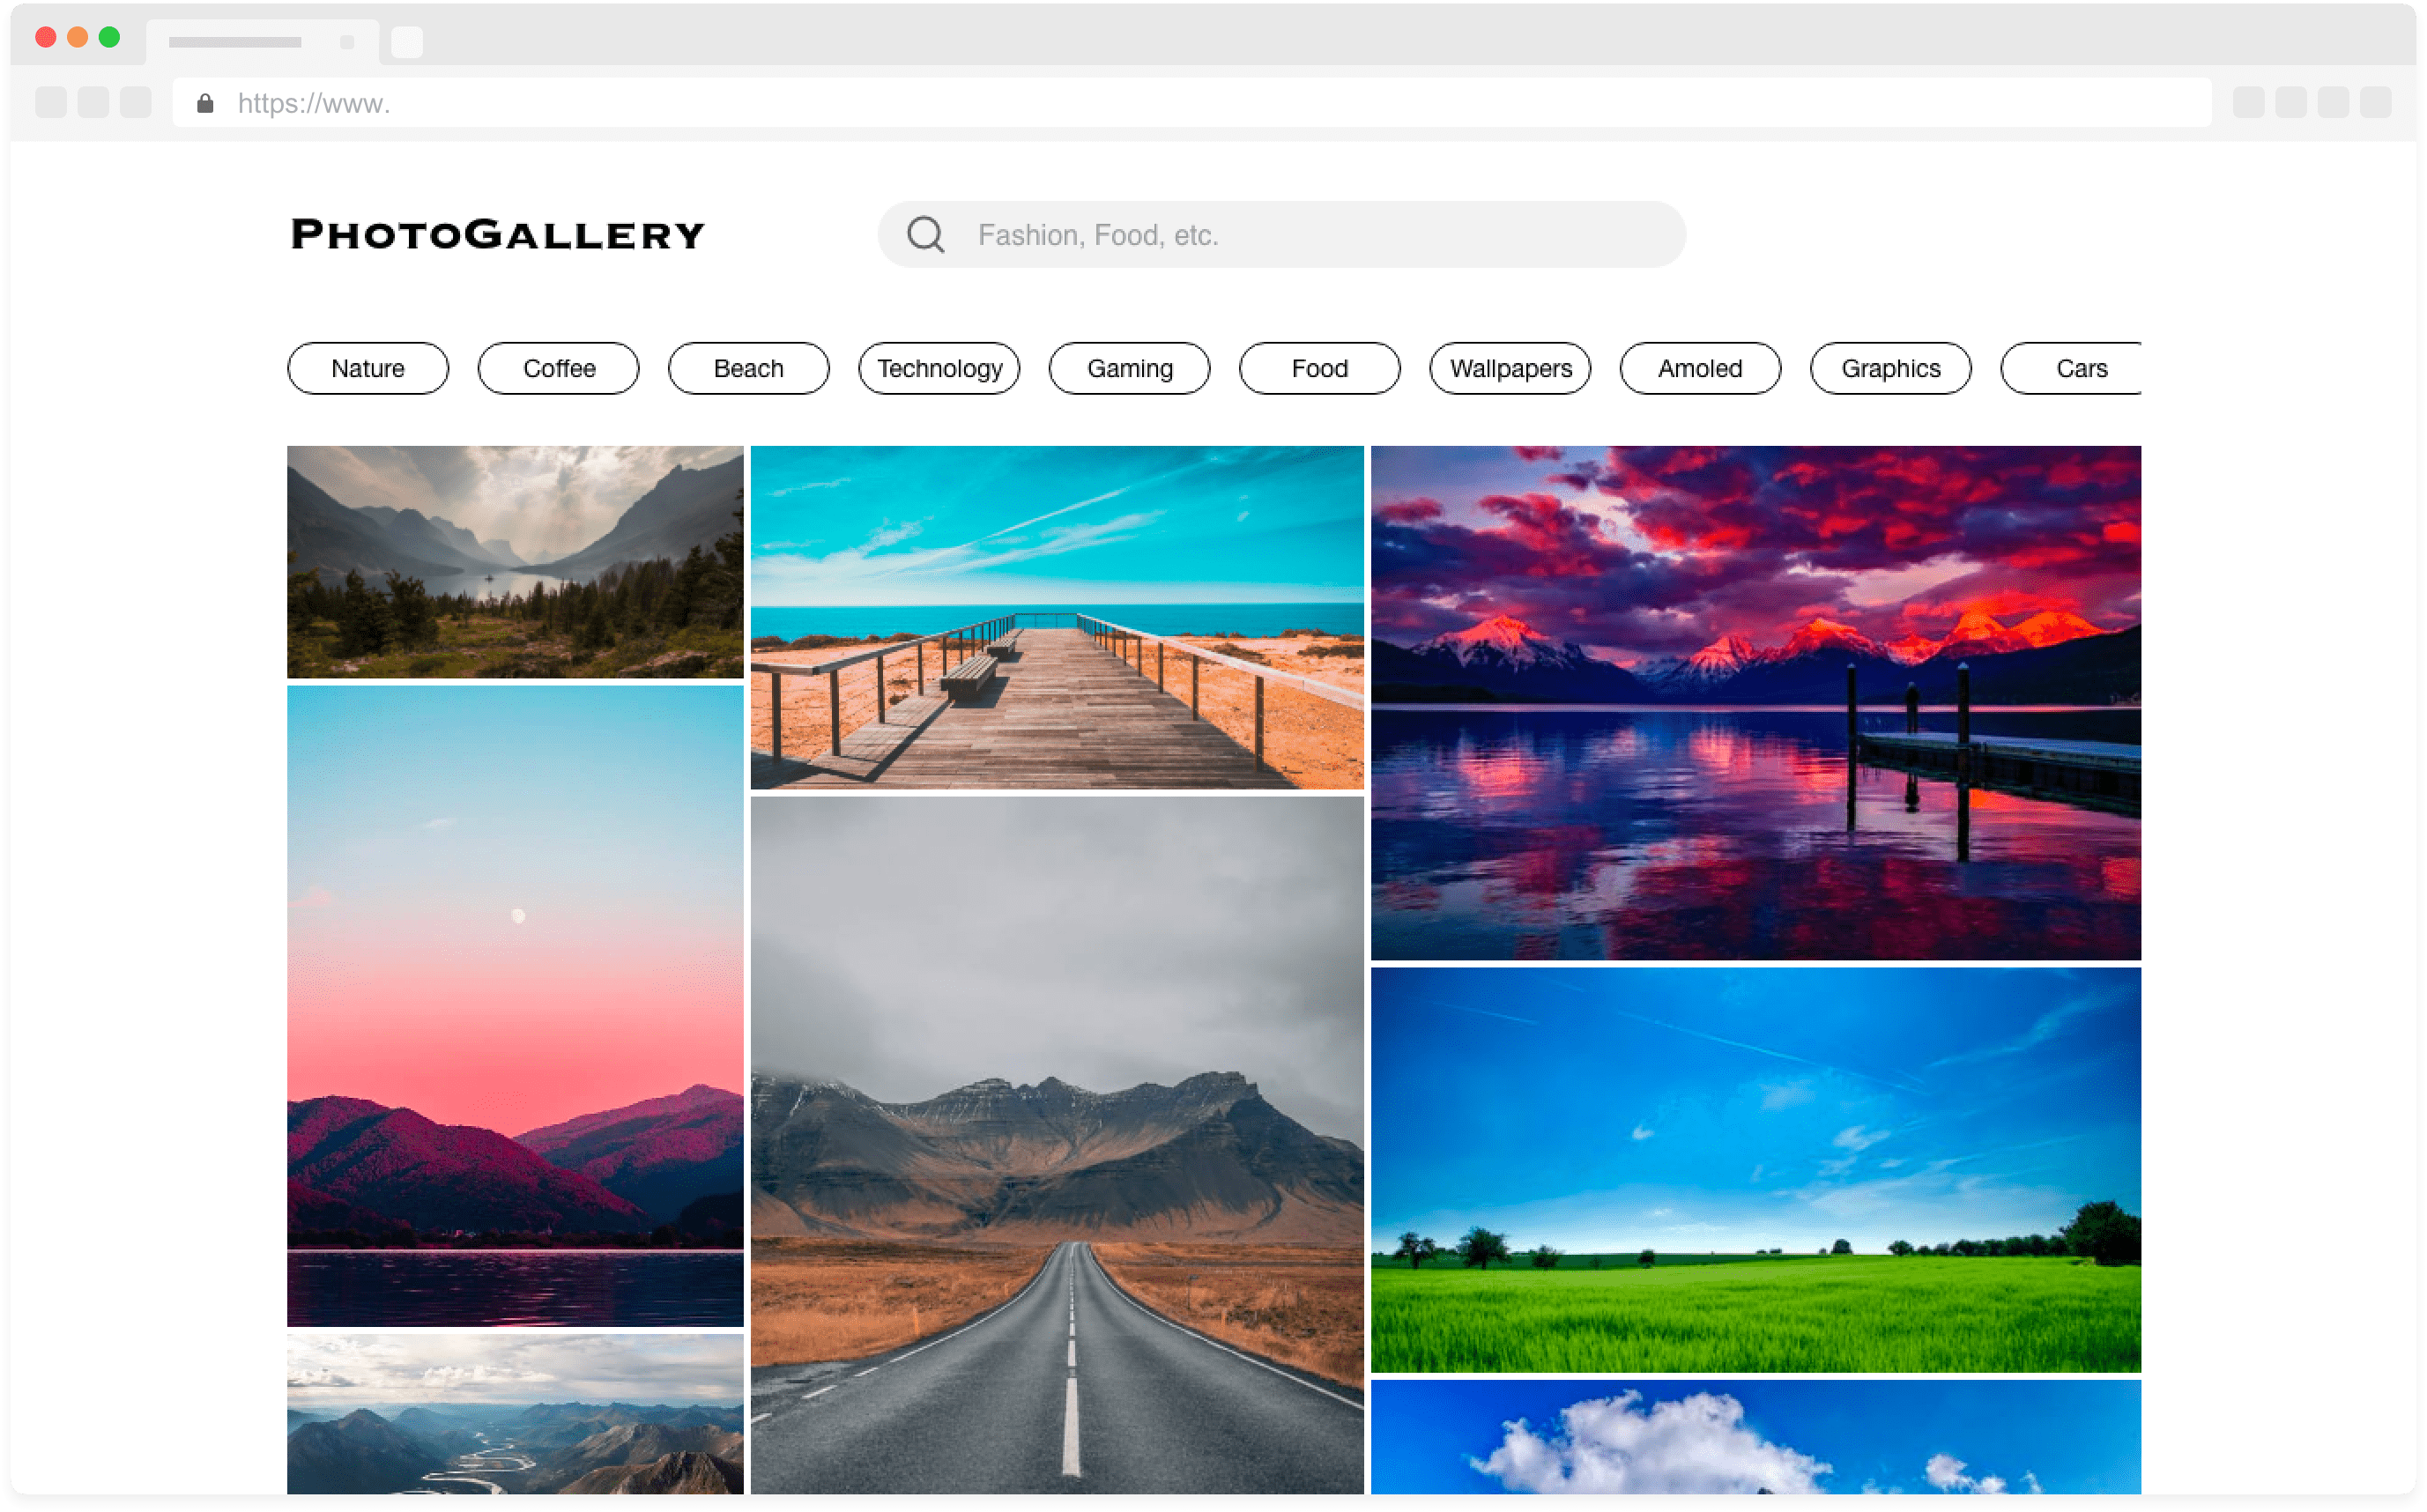 https://www.
PHOTOGALLERY
Fashion, Food, etc.
Nature Coffee Beach Technology Gaming Food Wallpapers Amoled Graphics Cars